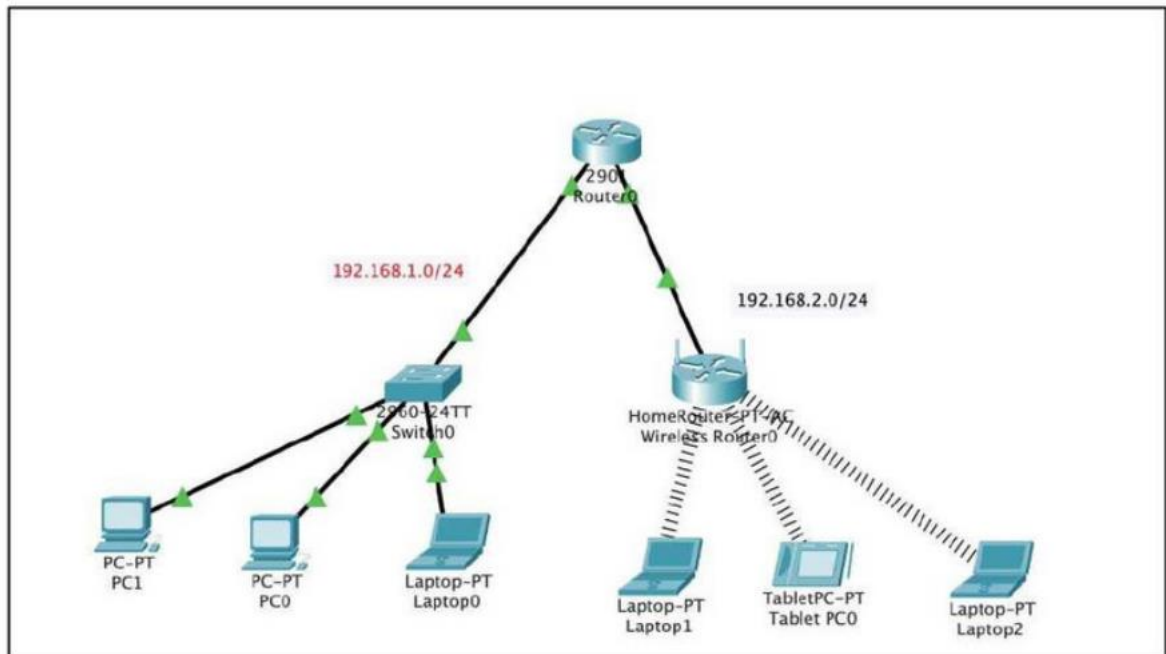 2901
Router0
192.168.1.0/24
192.168.2.0/24
2960-24TT
Switch0
HomeRouter-PT-AC
Wireless Router0
PC-PT
PC1
PC-PT
PC0
Laptop-PT
Laptop0
Laptop-PT
Laptop1
TabletPC-PT
Tablet PC0
Laptop-PT
Laptop2